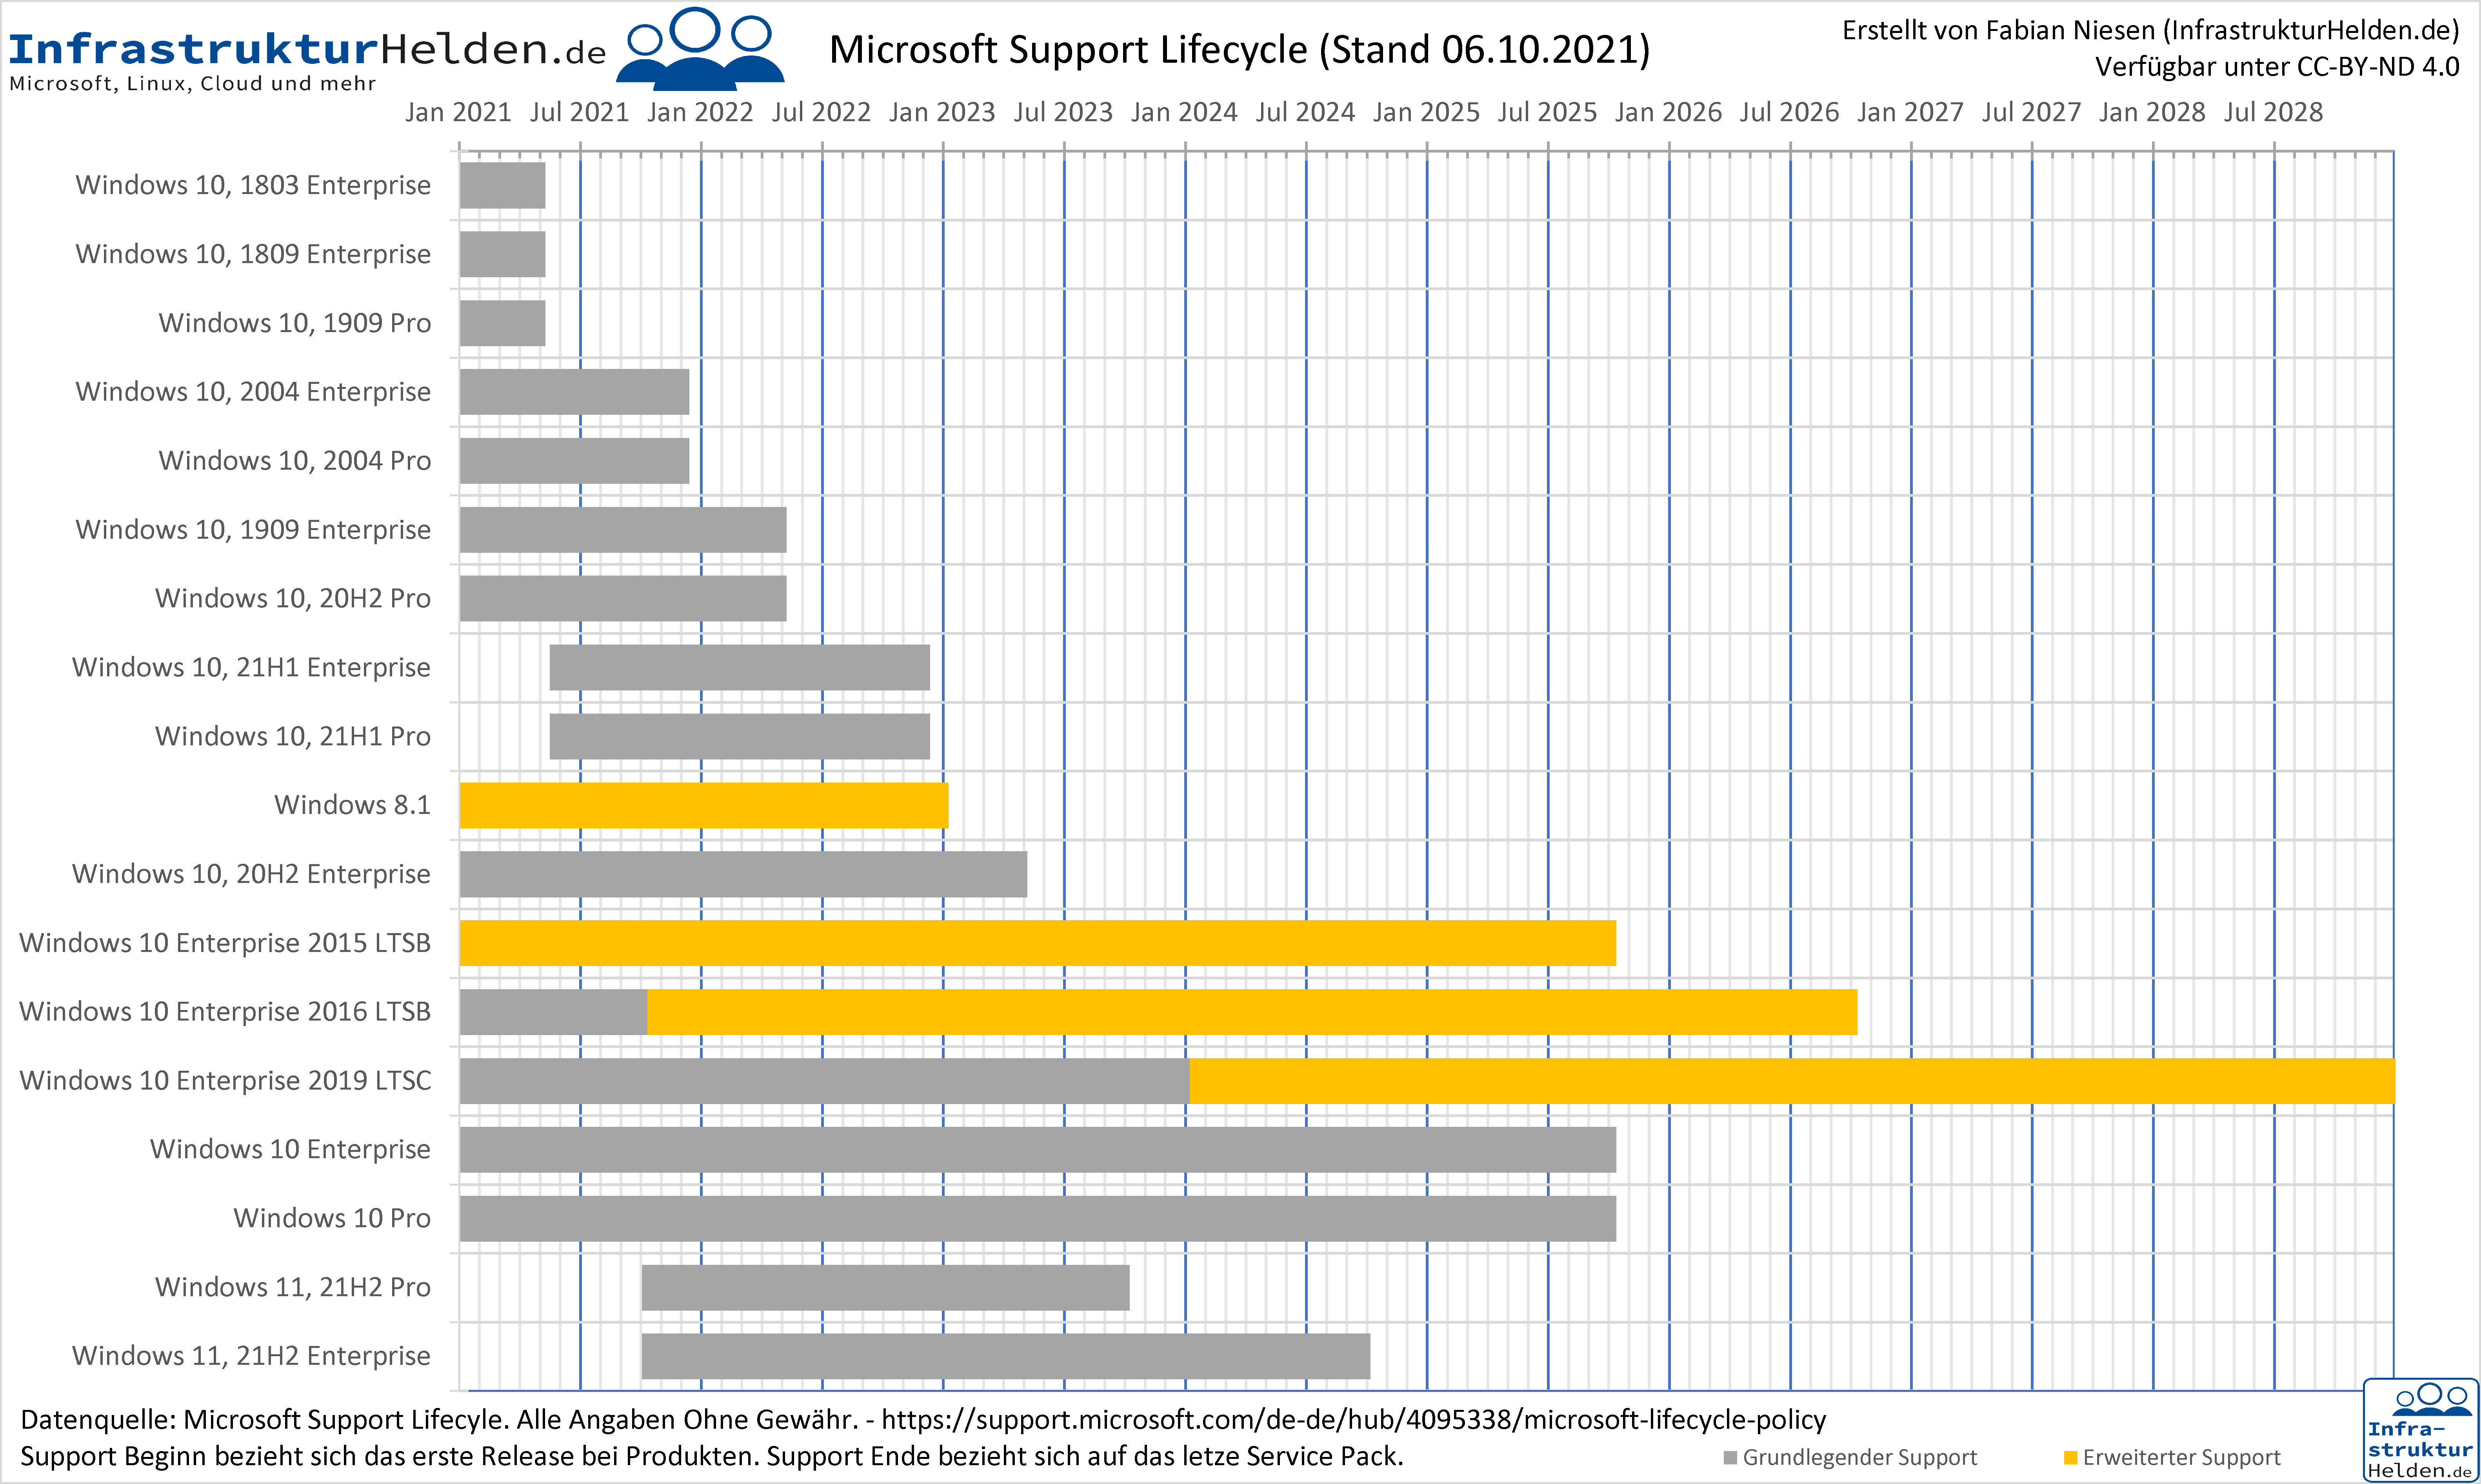 InfrastrukturHelden.de
Microsoft, Linux, Cloud und mehr
Microsoft Support Lifecycle (Stand 06.10.2021)
Erstellt von Fabian Niesen (InfrastrukturHelden.de)
Verfügbar unter CC-BY-ND 4.0
Jan 2021 Jul 2021 Jan 2022 Jul 2022 Jan 2023 Jul 2023 Jan 2024 Jul 2024 Jan 2025 Jul 2025 Jan 2026 Jul 2026 Jan 2027 Jul 2027 Jan 2028 Jul 2028
Windows 10, 1803 Enterprise
Windows 10, 1809 Enterprise
Windows 10, 1909 Pro
Windows 10, 2004 Enterprise
Windows 10, 2004 Pro
Windows 10, 1909 Enterprise
Windows 10, 20H2 Pro
Windows 10, 21H1 Enterprise
Windows 10, 21H1 Pro
Windows 8.1
Windows 10, 20H2 Enterprise
Windows 10 Enterprise 2015 LTSB
Windows 10 Enterprise 2016 LTSB
Windows 10 Enterprise 2019 LTSC
Windows 10 Enterprise
Windows 10 Pro
Windows 11, 21H2 Pro
Windows 11, 21H2 Enterprise
Datenquelle: Microsoft Support Lifecyle. Alle Angaben Ohne Gewähr. - https://support.microsoft.com/de-de/hub/4095338/microsoft-lifecycle-policy
Support Beginn bezieht sich das erste Release bei Produkten. Support Ende bezieht sich auf das letze Service Pack.
Grundlegender Support
Erweiterter Support
Infra-
struktur
Helden.de